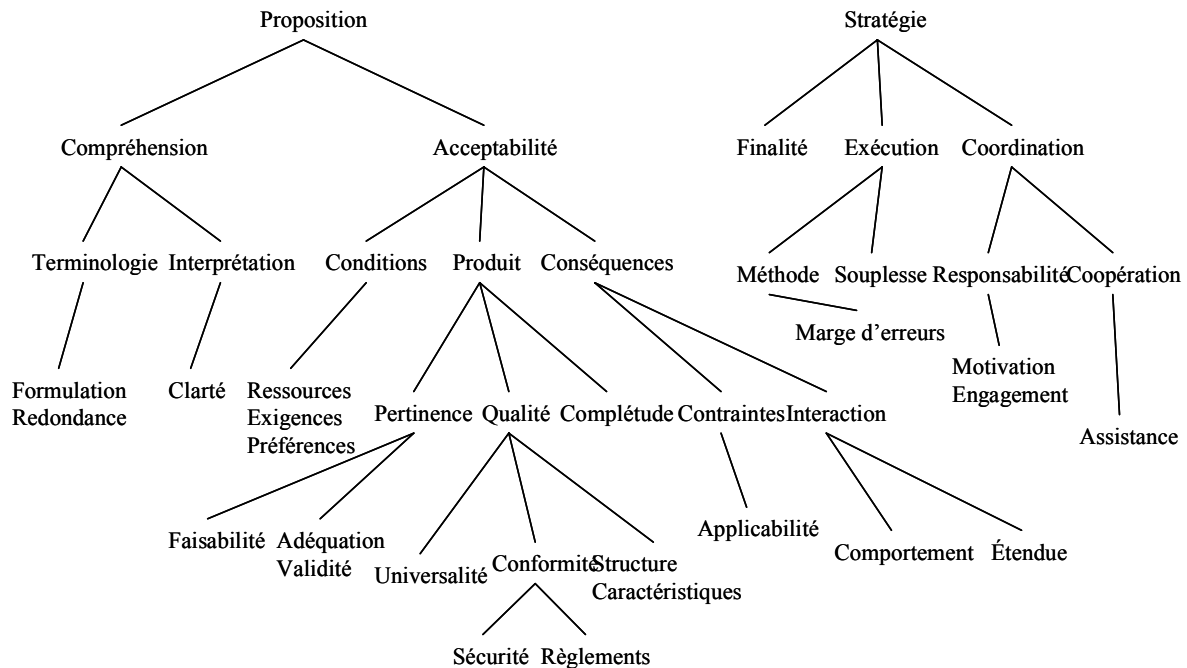 Proposition
Stratégie
Compréhension
Acceptabilité
Finalité
Exécution
Coordination
Terminologie
Interprétation
Conditions
Produit
Conséquences
Méthode
Souplesse
Responsabilité
Coopération
Marge d'erreurs
Formulation
Redondance
Clarté
Ressources
Exigences
Préférences
Motivation
Engagement
Pertinence
Qualité
Complétude
Contraintes
Interaction
Assistance
Faisabilité
Adéquation
Validité
Universalité
Conformité
Structure
Caractéristiques
Applicabilité
Comportement
Étendue
Sécurité
Règlements